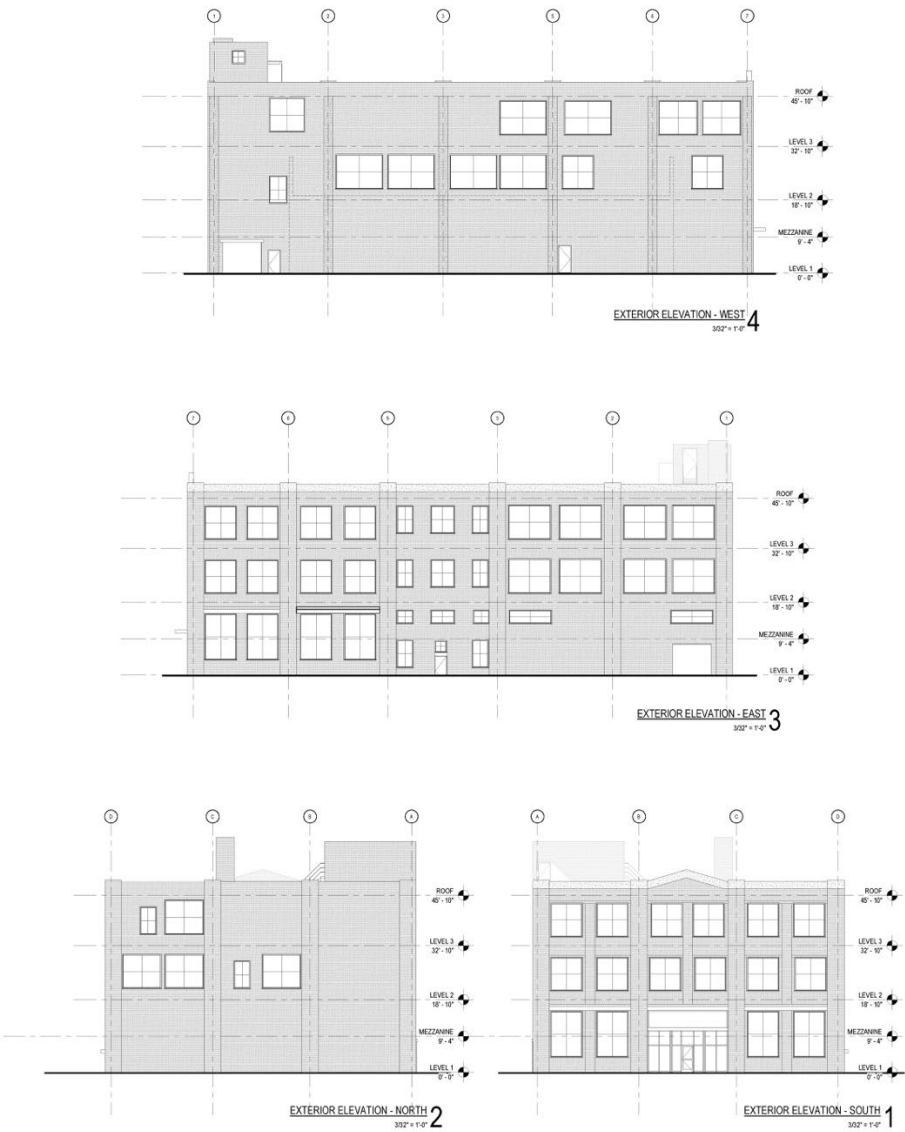 1 2 3 5 6 7
ROOF
45' - 10"
LEVEL 3
32' - 10"
LEVEL 2
18' - 10"
MEZZANINE
9' - 4"
LEVEL 1
0' - 0"
EXTERIOR ELEVATION - WEST 4
3/32" = 1'-0"
7 6 5 3 2 1
ROOF
45' - 10"
LEVEL 3
32' - 10"
LEVEL 2
18' - 10"
MEZZANINE
9' - 4"
LEVEL 1
0' - 0"
EXTERIOR ELEVATION - EAST 3
3/32" = 1'-0"
D C B A
ROOF
45' - 10"
LEVEL 3
32' - 10"
LEVEL 2
18' - 10"
MEZZANINE
9' - 4"
LEVEL 1
0' - 0"
EXTERIOR ELEVATION - NORTH 2
3/32" = 1'-0"
A B C D
ROOF
45' - 10"
LEVEL 3
32' - 10"
LEVEL 2
18' - 10"
MEZZANINE
9' - 4"
LEVEL 1
0' - 0"
EXTERIOR ELEVATION - SOUTH 1
3/32" = 1'-0"